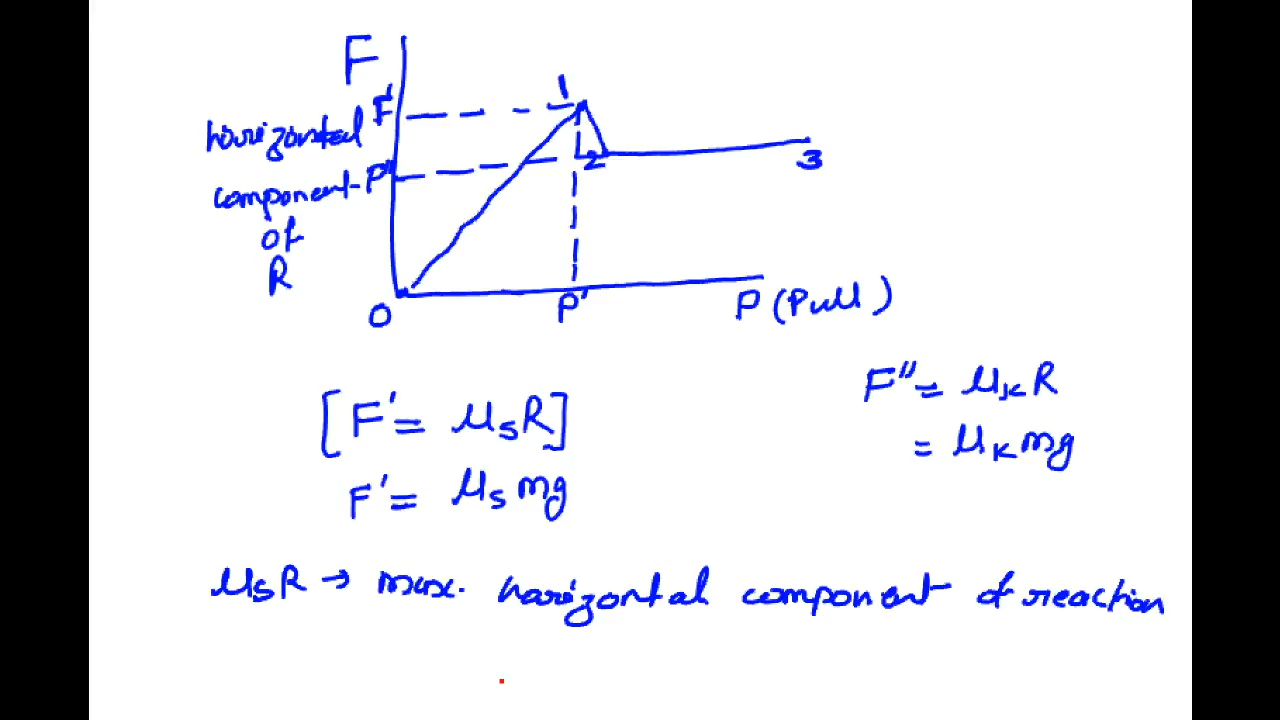 F
1
F'
horizontal
P"
2
3
component
of
R
O
P'
P (Pull)
F" = μkR
[F' = μsR]
= μkmg
F' = μsmg
μsR → max. horizontal component of reaction